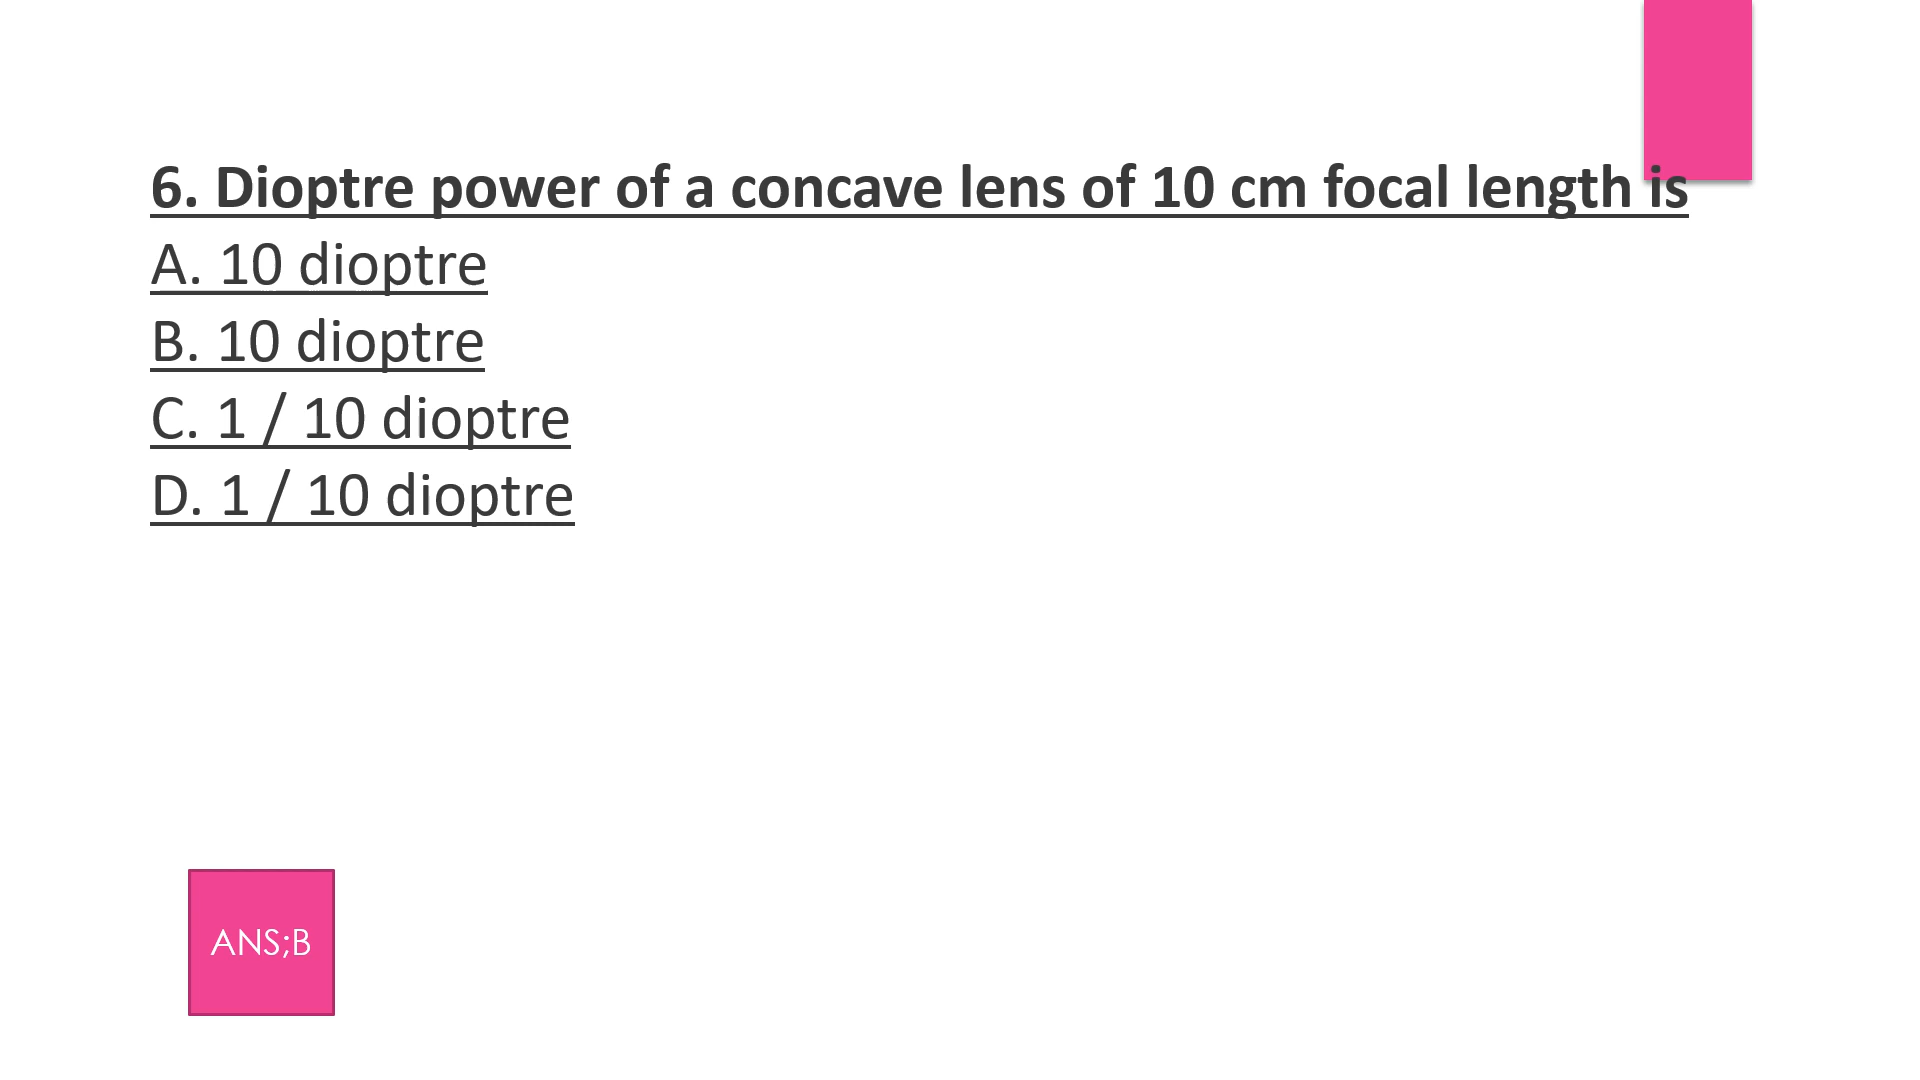 6. Dioptre power of a concave lens of 10 cm focal length is
A. 10 dioptre
B. 10 dioptre
C. 1 / 10 dioptre
D. 1 / 10 dioptre
ANS;B